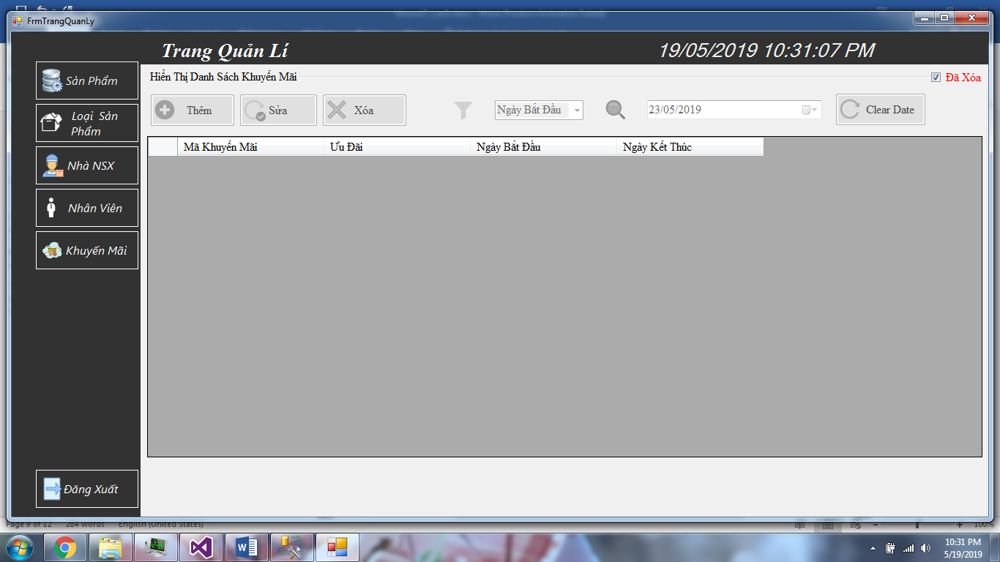 FrmTrangQuanLy
Trang Quản Lí
19/05/2019 10:31:07 PM
Sản Phẩm
Loại Sản
Phẩm
Nhà NSX
Nhân Viên
Khuyến Mãi
Đăng Xuất
Hiển Thị Danh Sách Khuyến Mãi
Đã Xóa
Thêm
Sửa
Xóa
Ngày Bắt Đầu
23/05/2019
Clear Date
Mã Khuyến Mãi Ưu Đãi Ngày Bắt Đầu Ngày Kết Thúc
Page 9 of 12 284 words English (United States) 100%
10:31 PM
5/19/2019